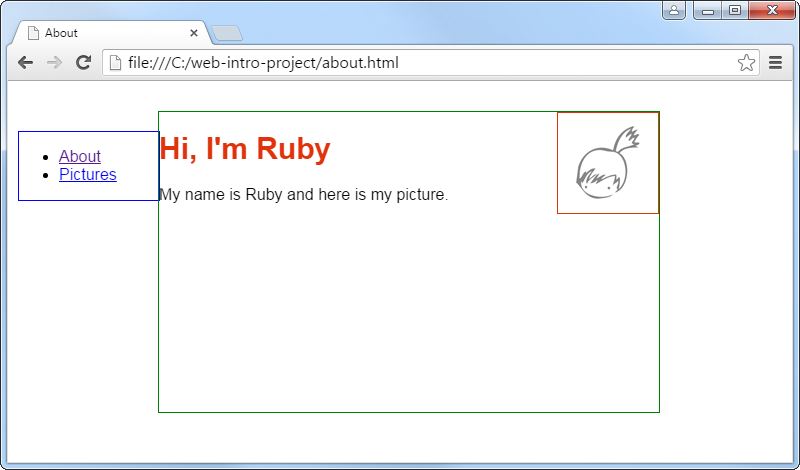 About
file:///C:/web-intro-project/about.html
About
Pictures
Hi, I'm Ruby
My name is Ruby and here is my picture.